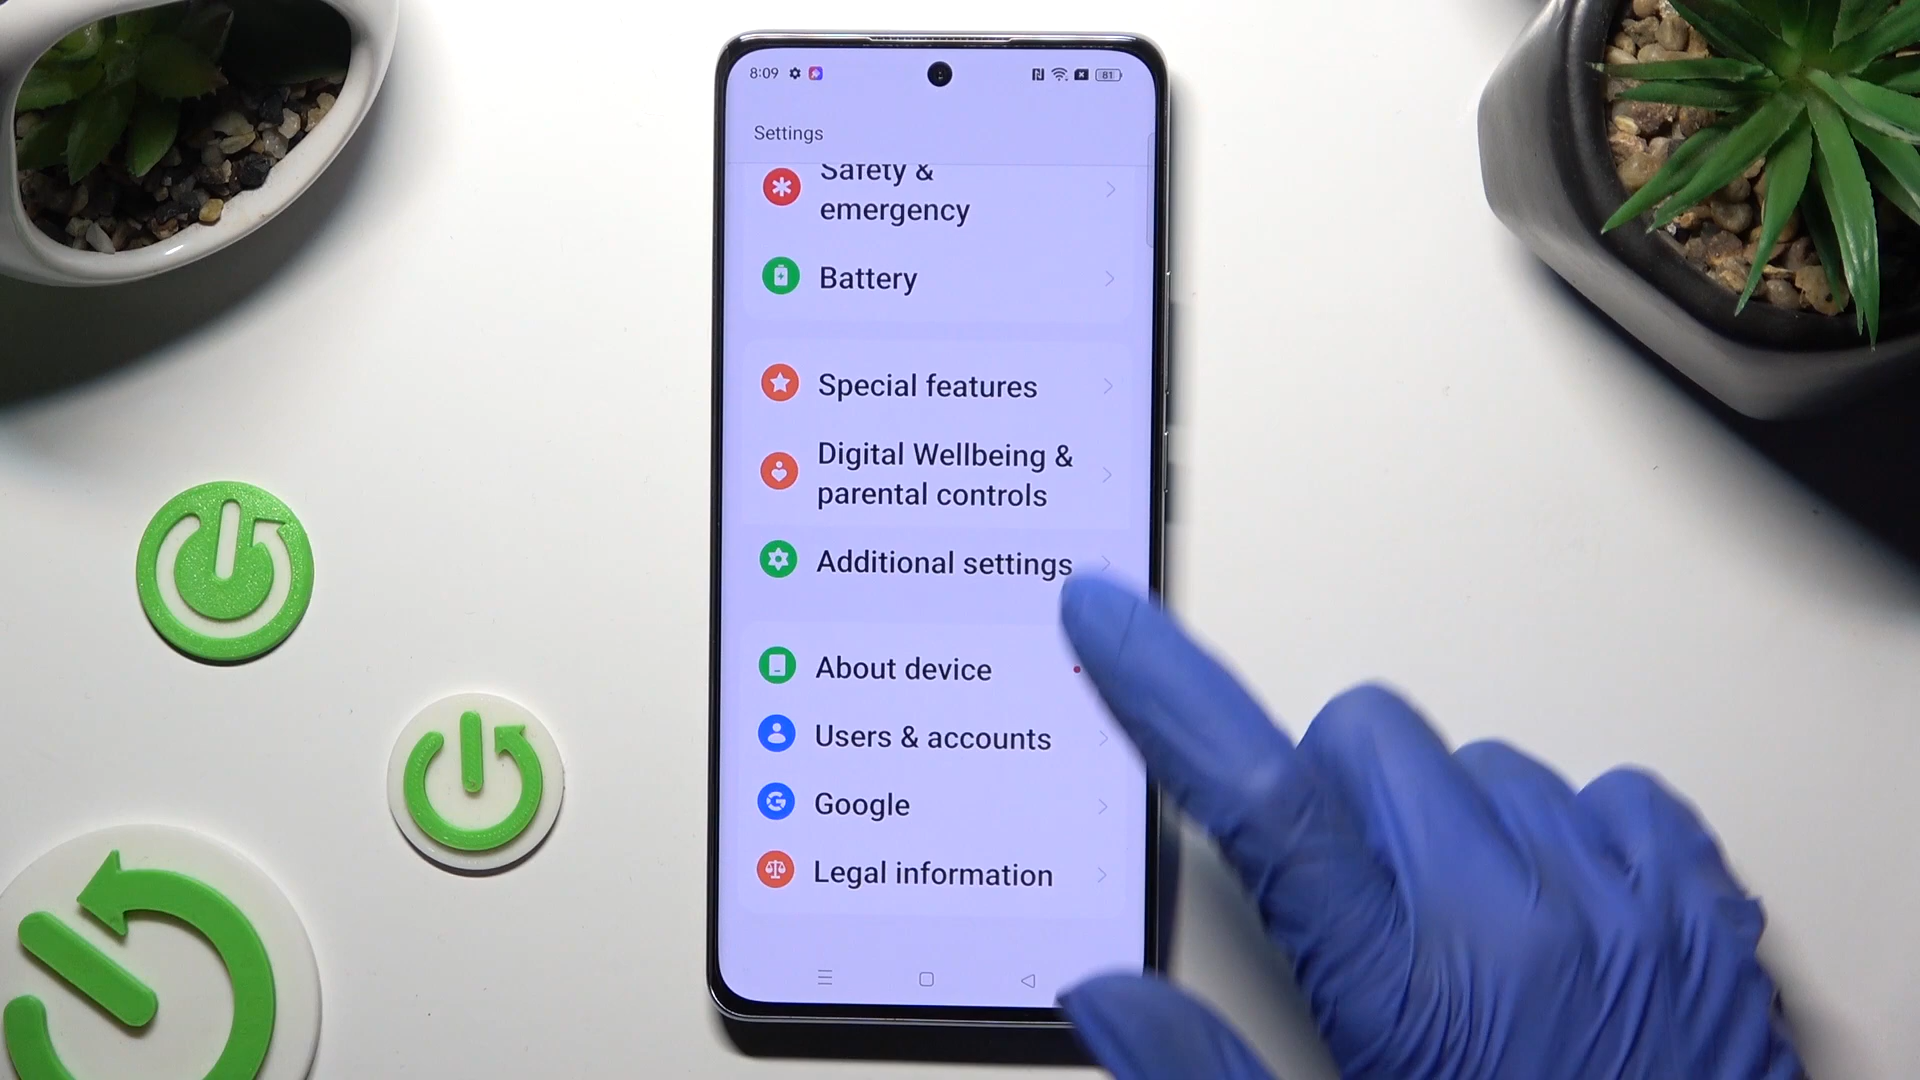 8:09
81
Settings
Safety &
emergency
Battery
Special features
Digital Wellbeing &
parental controls
Additional settings
About device
Users & accounts
Google
Legal information